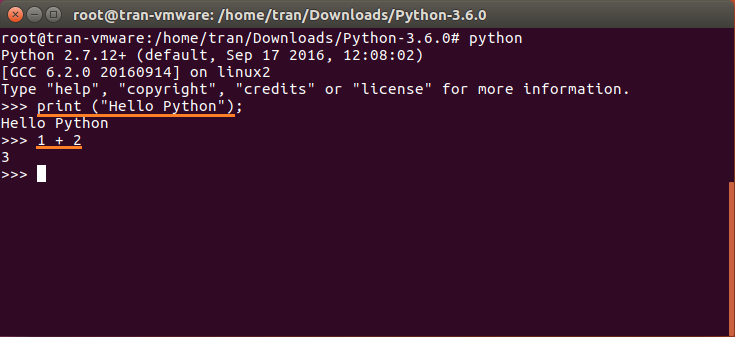 root@tran-vmware: /home/tran/Downloads/Python-3.6.0
root@tran-vmware:/home/tran/Downloads/Python-3.6.0# python
Python 2.7.12+ (default, Sep 17 2016, 12:08:02)
[GCC 6.2.0 20160914] on linux2
Type "help", "copyright", "credits" or "license" for more information.
>>> print ("Hello Python");
Hello Python
>>> 1 + 2
3
>>>